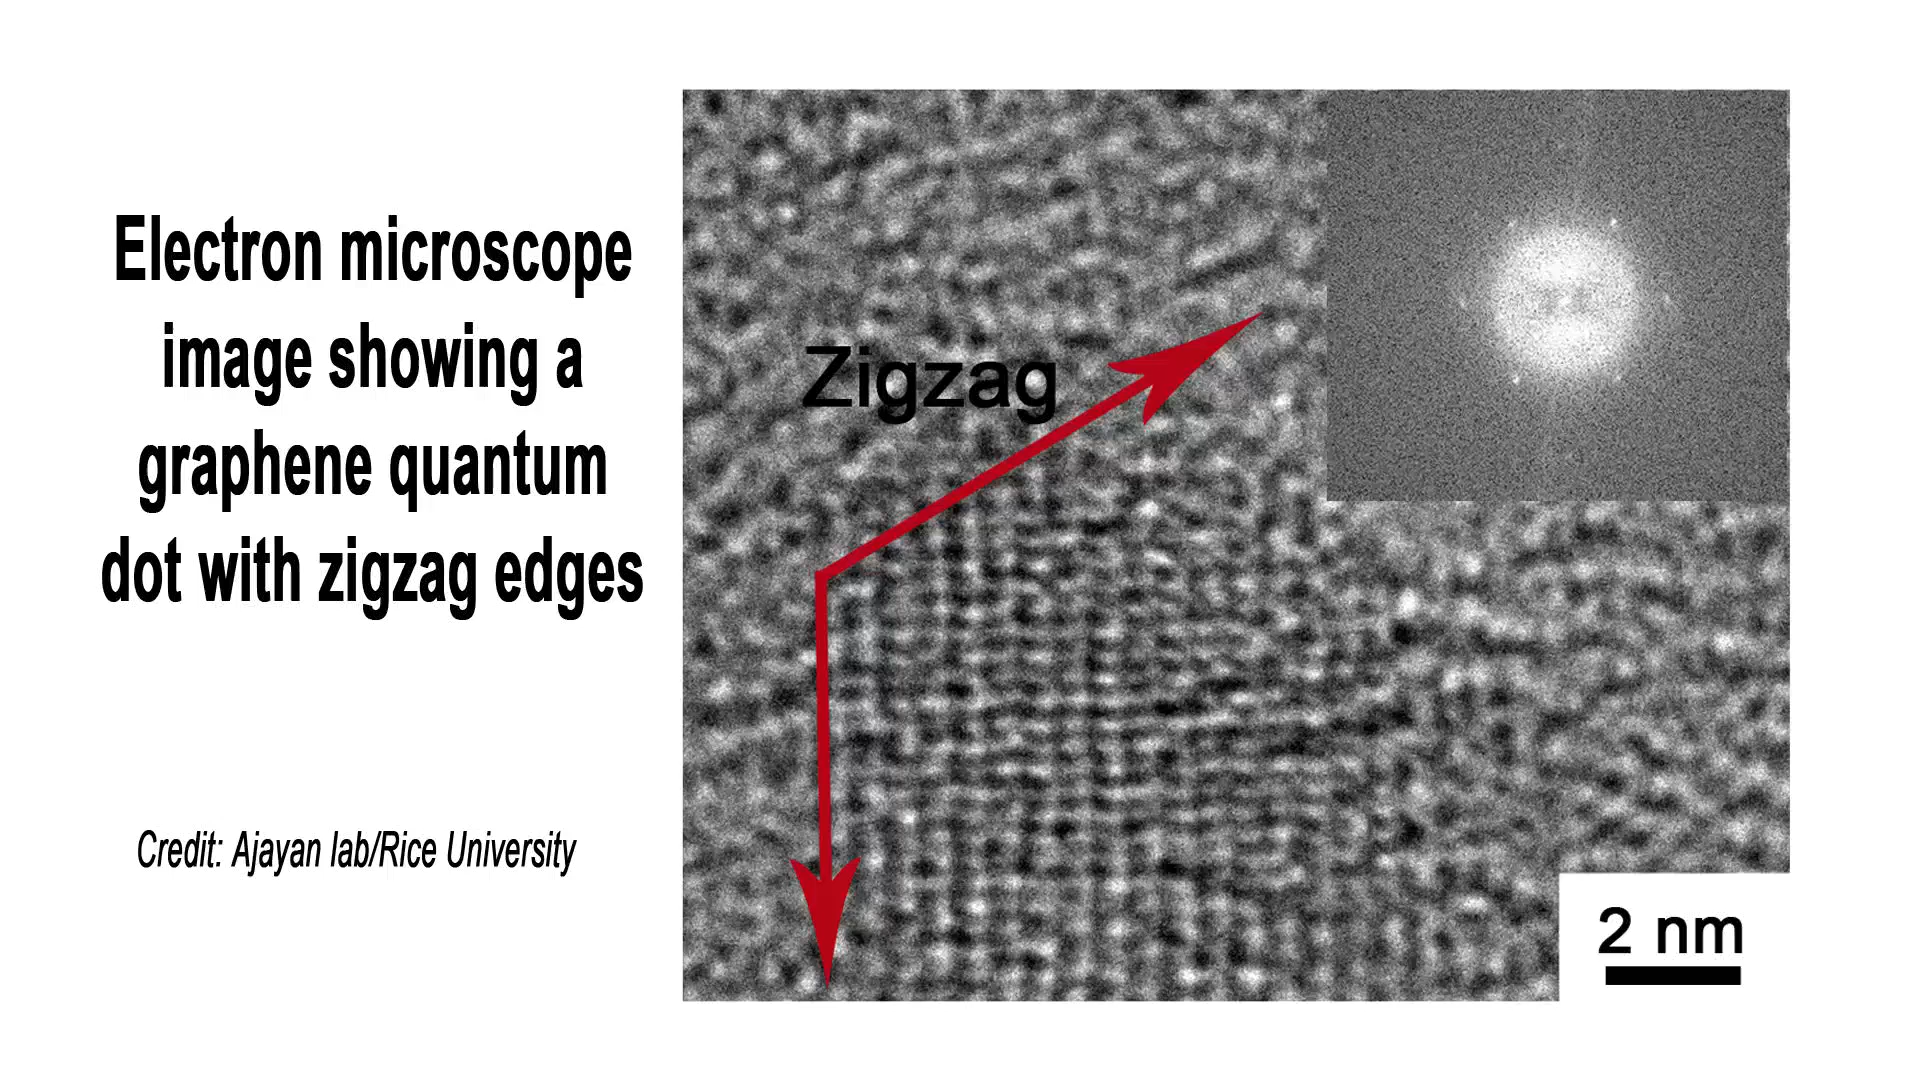 Electron microscope
image showing a
graphene quantum
dot with zigzag edges
Credit: Ajayan lab/Rice University
Zigzag
2 nm